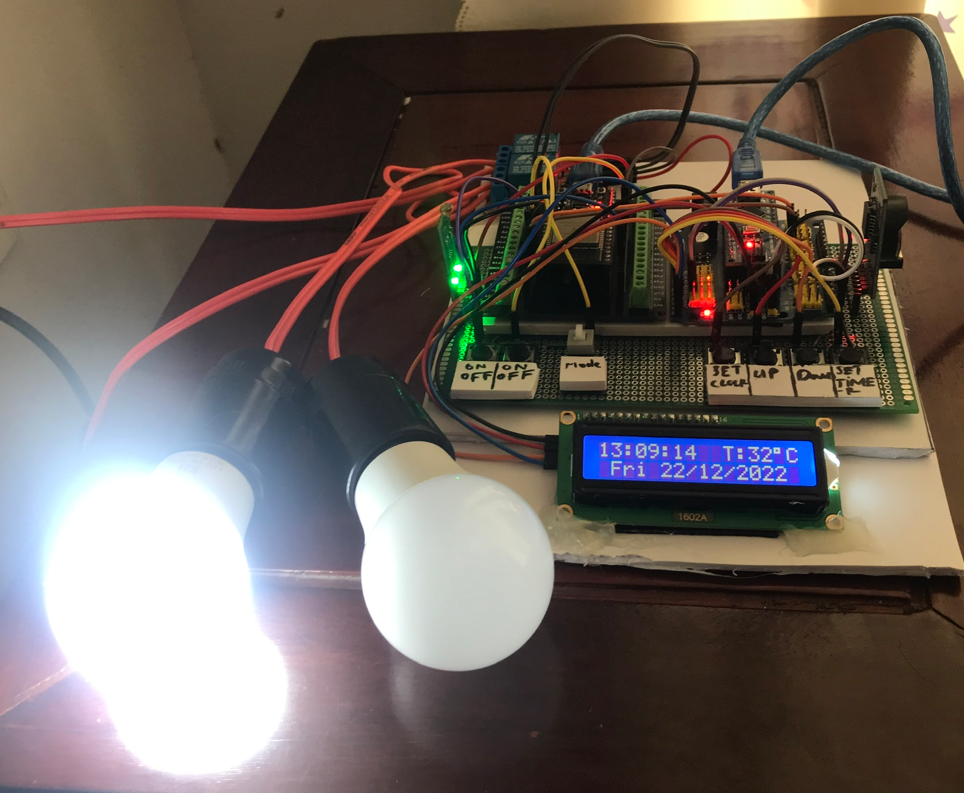 ON
OFF
ON
OFF
Mode
SET
CLOCK
UP
Down
SET
TIME
R
13:09:14 T:32°C
Fri 22/12/2022
1602A